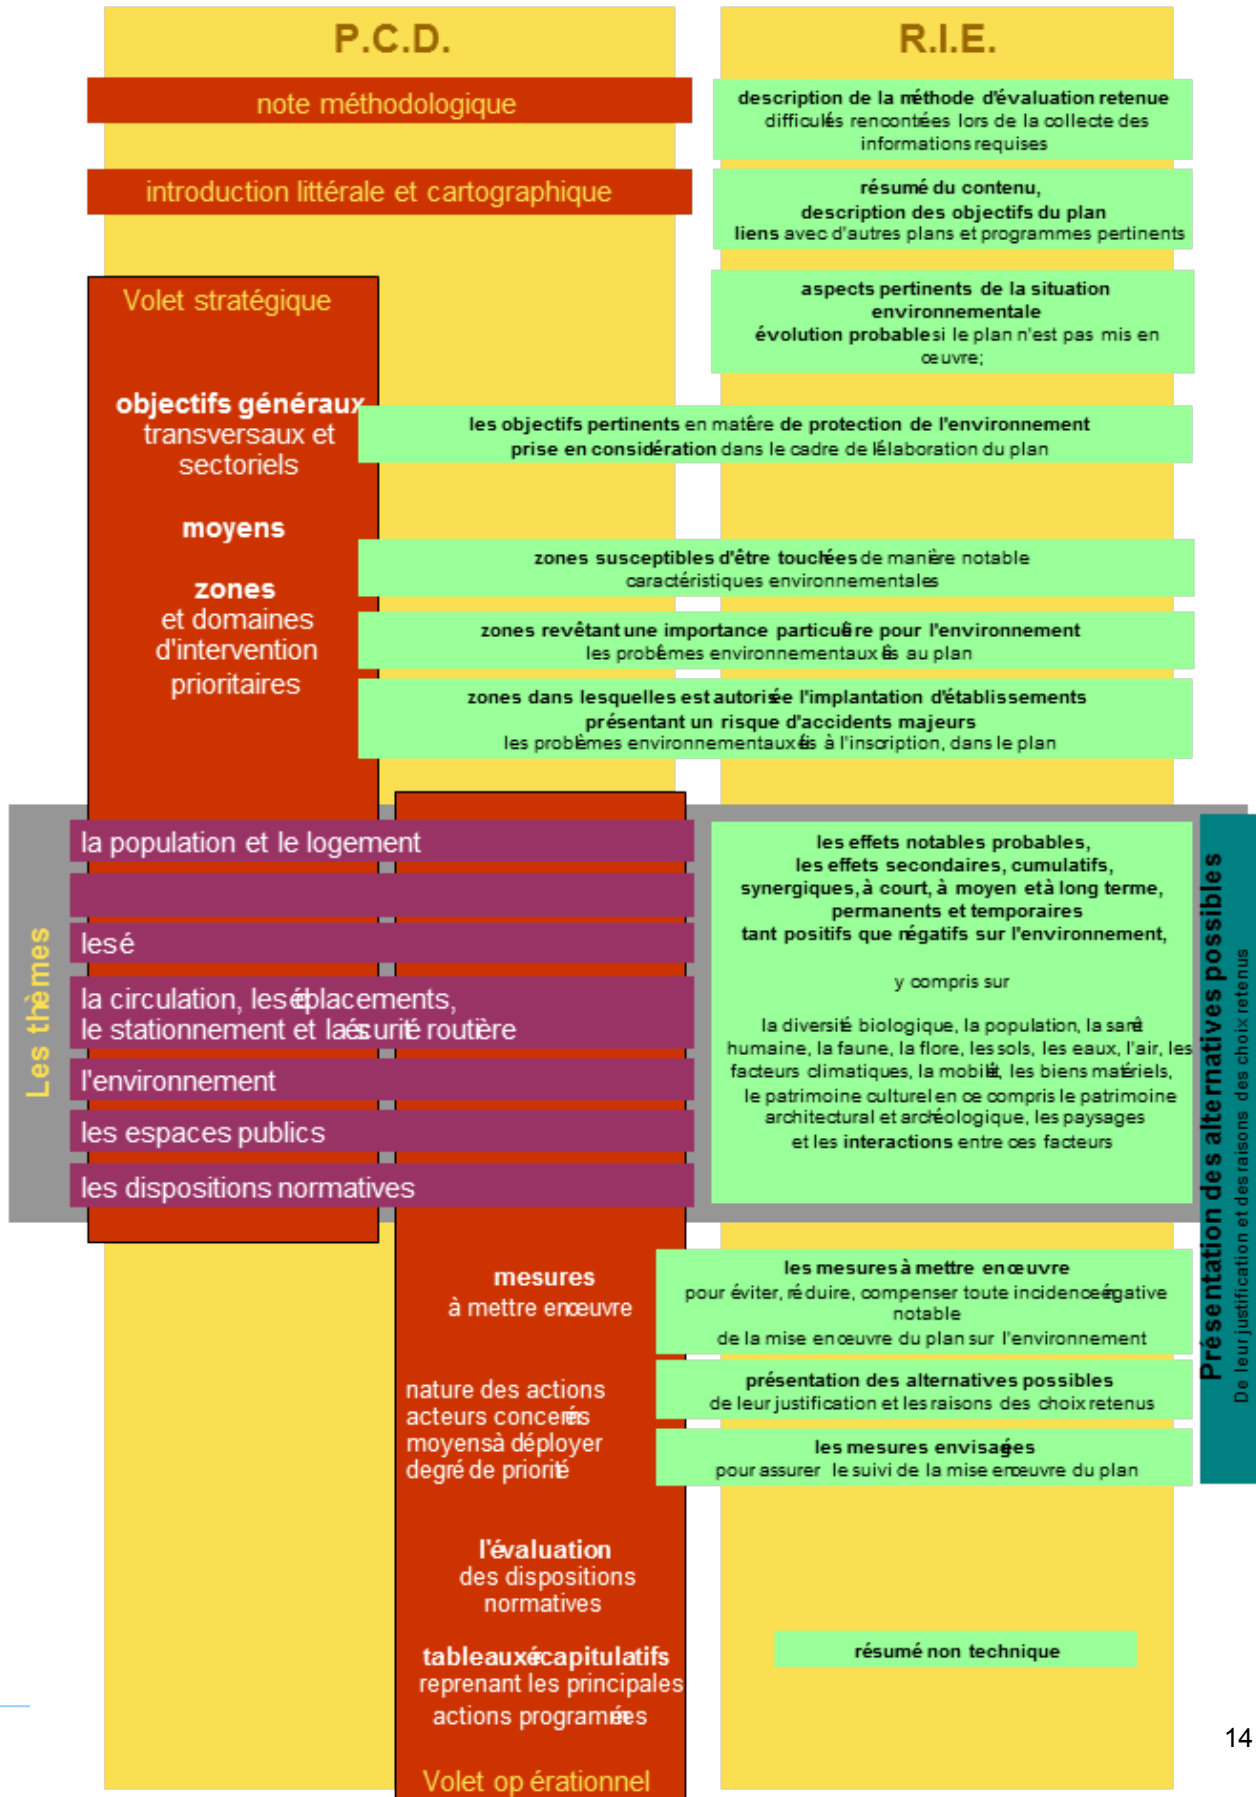 P.C.D.
R.I.E.
note méthodologique
description de la méthode d'évaluation retenue
difficultés rencontrées lors de la collecte des
informations requises
introduction littérale et cartographique
résumé du contenu,
description des objectifs du plan
liens avec d'autres plans et programmes pertinents
Volet stratégique
aspects pertinents de la situation
environnementale
évolution probable si le plan n'est pas mis en
œuvre;
objectifs généraux
transversaux et
sectoriels
les objectifs pertinents en matière de protection de l'environnement
prise en considération dans le cadre de l'élaboration du plan
moyens
zones
et domaines
d'intervention
prioritaires
zones susceptibles d'être touchées de manière notable
caractéristiques environnementales
zones revêtant une importance particulière pour l'environnement
les problèmes environnementaux liés au plan
zones dans lesquelles est autorisée l'implantation d'établissements
présentant un risque d'accidents majeurs
les problèmes environnementaux liés à l'inscription, dans le plan
Les thèmes
la population et le logement
lesé
la circulation, les déplacements,
le stationnement et la sécurité routière
l'environnement
les espaces publics
les dispositions normatives
les effets notables probables,
les effets secondaires, cumulatifs,
synergiques, à court, à moyen et à long terme,
permanents et temporaires
tant positifs que négatifs sur l'environnement,
y compris sur
la diversité biologique, la population, la santé
humaine, la faune, la flore, les sols, les eaux, l'air, les
facteurs climatiques, la mobilité, les biens matériels,
le patrimoine culturel en ce compris le patrimoine
architectural et archéologique, les paysages
et les interactions entre ces facteurs
Présentation des alternatives possibles
De leur justification et des raisons des choix retenus
mesures
à mettre en œuvre
les mesures à mettre en œuvre
pour éviter, réduire, compenser toute incidence négative
notable
de la mise en œuvre du plan sur l'environnement
nature des actions
acteurs concernés
moyens à déployer
degré de priorité
présentation des alternatives possibles
de leur justification et les raisons des choix retenus
les mesures envisagées
pour assurer le suivi de la mise en œuvre du plan
l'évaluation
des dispositions
normatives
tableaux récapitulatifs
reprenant les principales
actions programmées
résumé non technique
Volet op érationnel
14